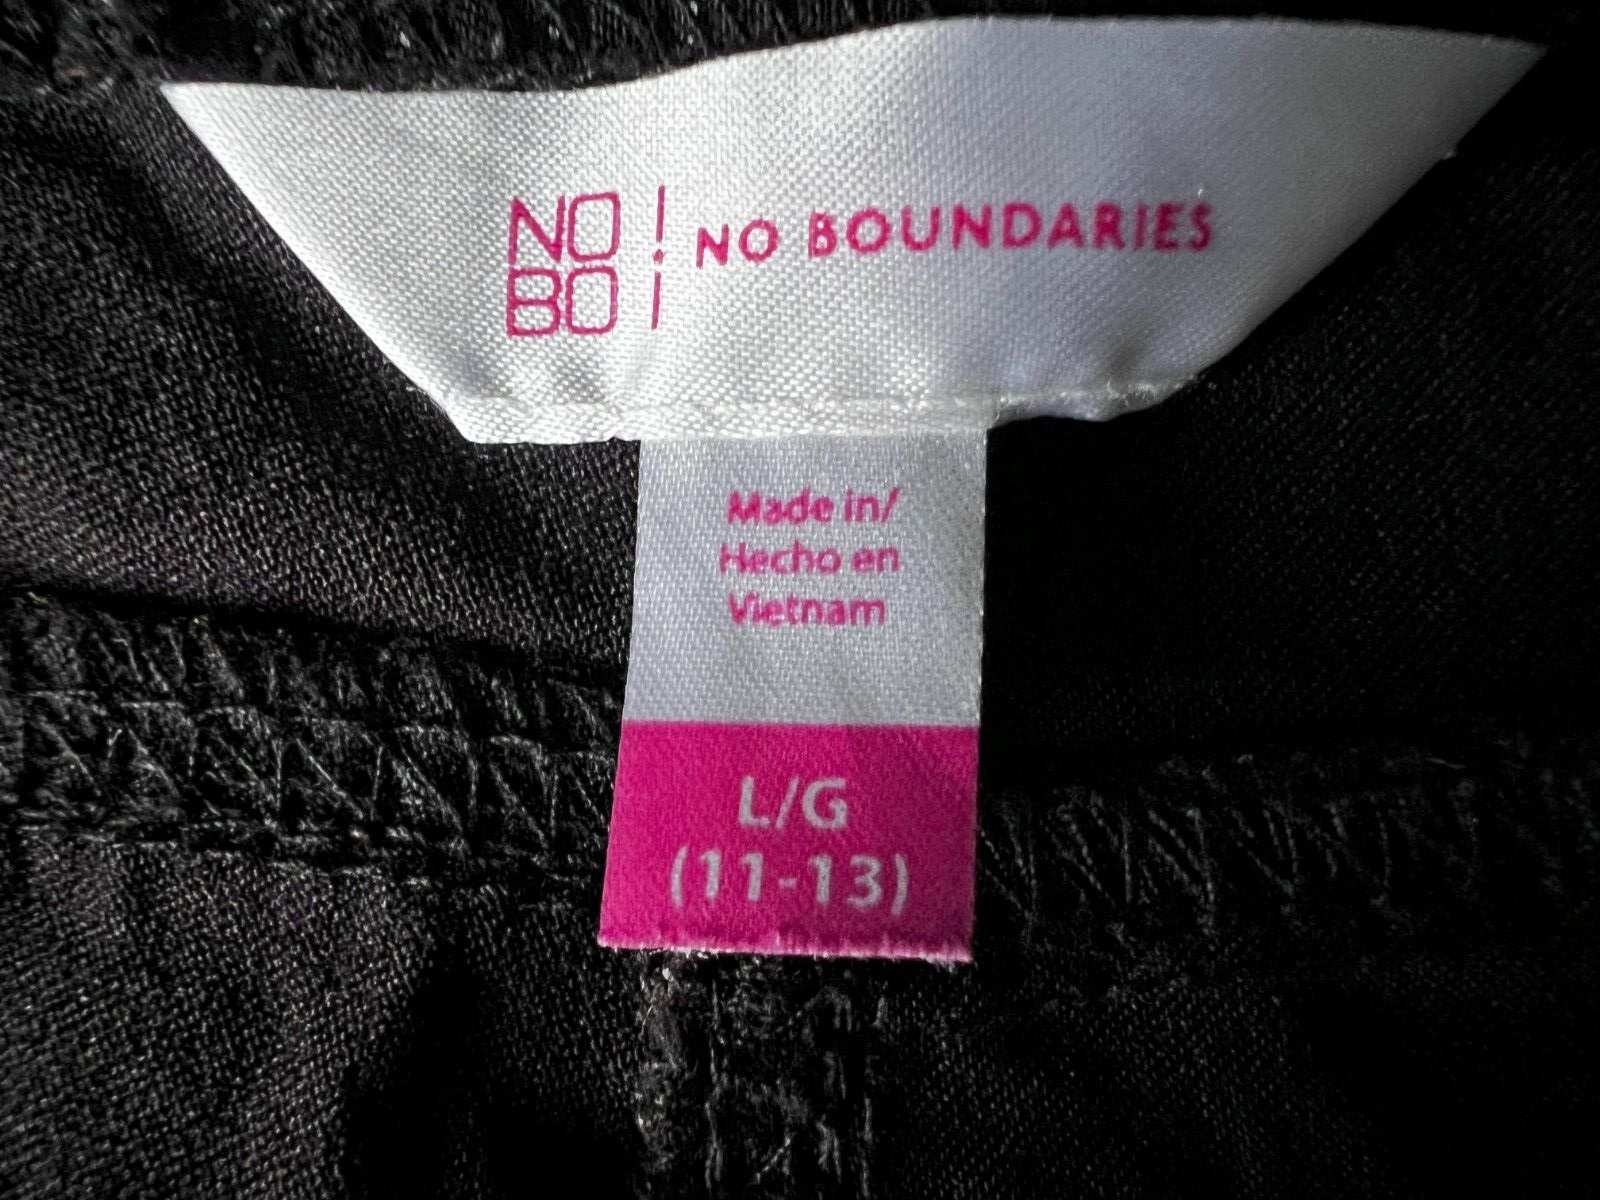 NO
BO
NO BOUNDARIES
Made in/
Hecho en
Vietnam
L/G
(11-13)